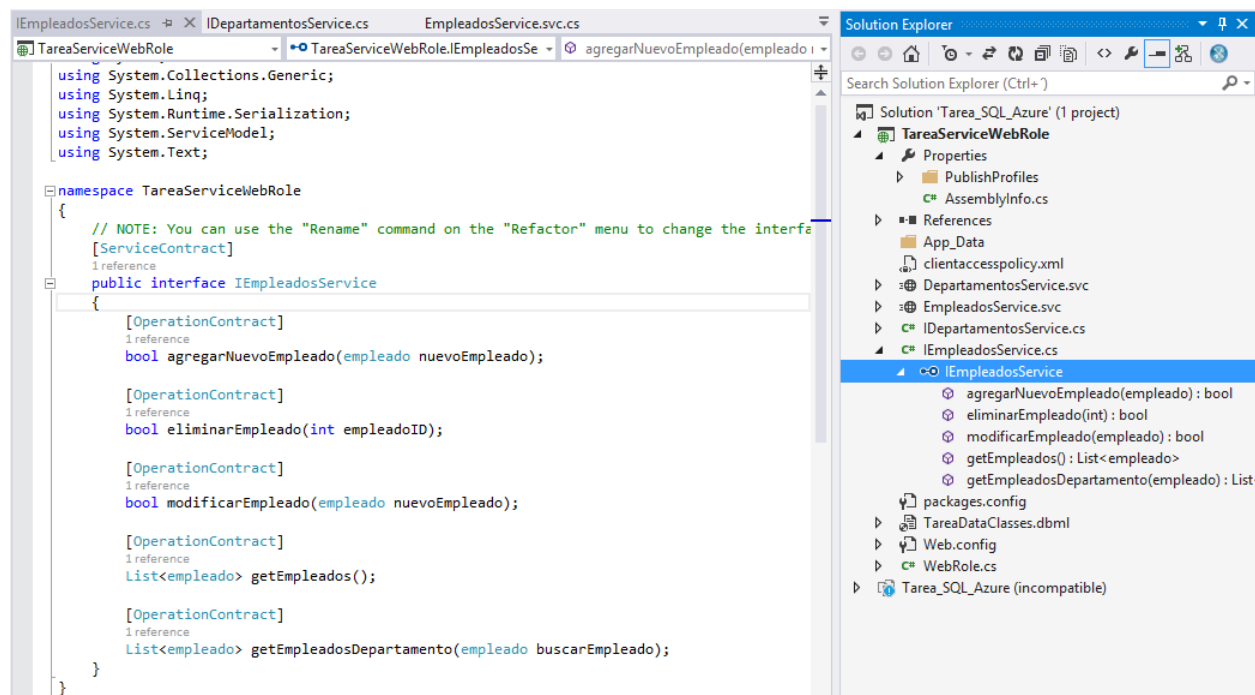 IEmpleadosService.cs
IDepartamentosService.cs
EmpleadosService.svc.cs
TareaServiceWebRole
TareaServiceWebRole.IEmpleadosSe
agregarNuevoEmpleado(empleado
using System.Collections.Generic;
using System.Linq;
using System.Runtime.Serialization;
using System.ServiceModel;
using System.Text;
namespace TareaServiceWebRole
{
// NOTE: You can use the "Rename" command on the "Refactor" menu to change the interfa
[ServiceContract]
1 reference
public interface IEmpleadosService
{
[OperationContract]
1 reference
bool agregarNuevoEmpleado(empleado nuevoEmpleado);
[OperationContract]
1 reference
bool eliminarEmpleado(int empleadoID);
[OperationContract]
1 reference
bool modificarEmpleado(empleado nuevoEmpleado);
[OperationContract]
1 reference
List<empleado> getEmpleados();
[OperationContract]
1 reference
List<empleado> getEmpleadosDepartamento(empleado buscarEmpleado);
}
}
Solution Explorer
Search Solution Explorer (Ctrl+´)
Solution 'Tarea_SQL_Azure' (1 project)
TareaServiceWebRole
Properties
PublishProfiles
C# AssemblyInfo.cs
References
App_Data
clientaccesspolicy.xml
DepartamentosService.svc
EmpleadosService.svc
C# IDepartamentosService.cs
C# IEmpleadosService.cs
IEmpleadosService
agregarNuevoEmpleado(empleado) : bool
eliminarEmpleado(int) : bool
modificarEmpleado(empleado) : bool
getEmpleados() : List<empleado>
getEmpleadosDepartamento(empleado) : List
packages.config
TareaDataClasses.dbml
Web.config
C# WebRole.cs
Tarea_SQL_Azure (incompatible)